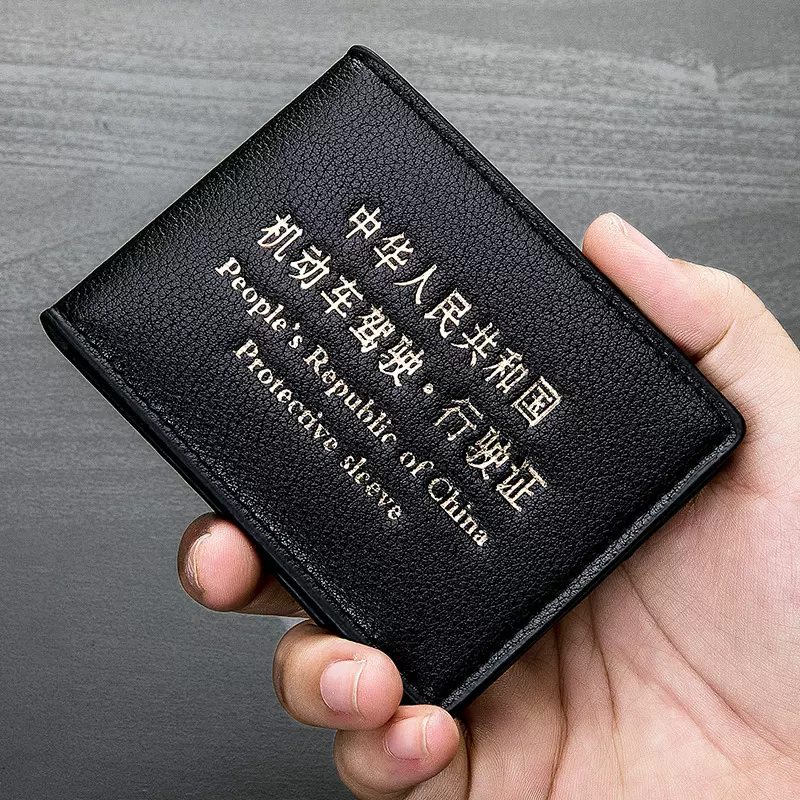 中华人民共和国
机动车驾驶·行驶证
People's Republic of China
Protective sleeve